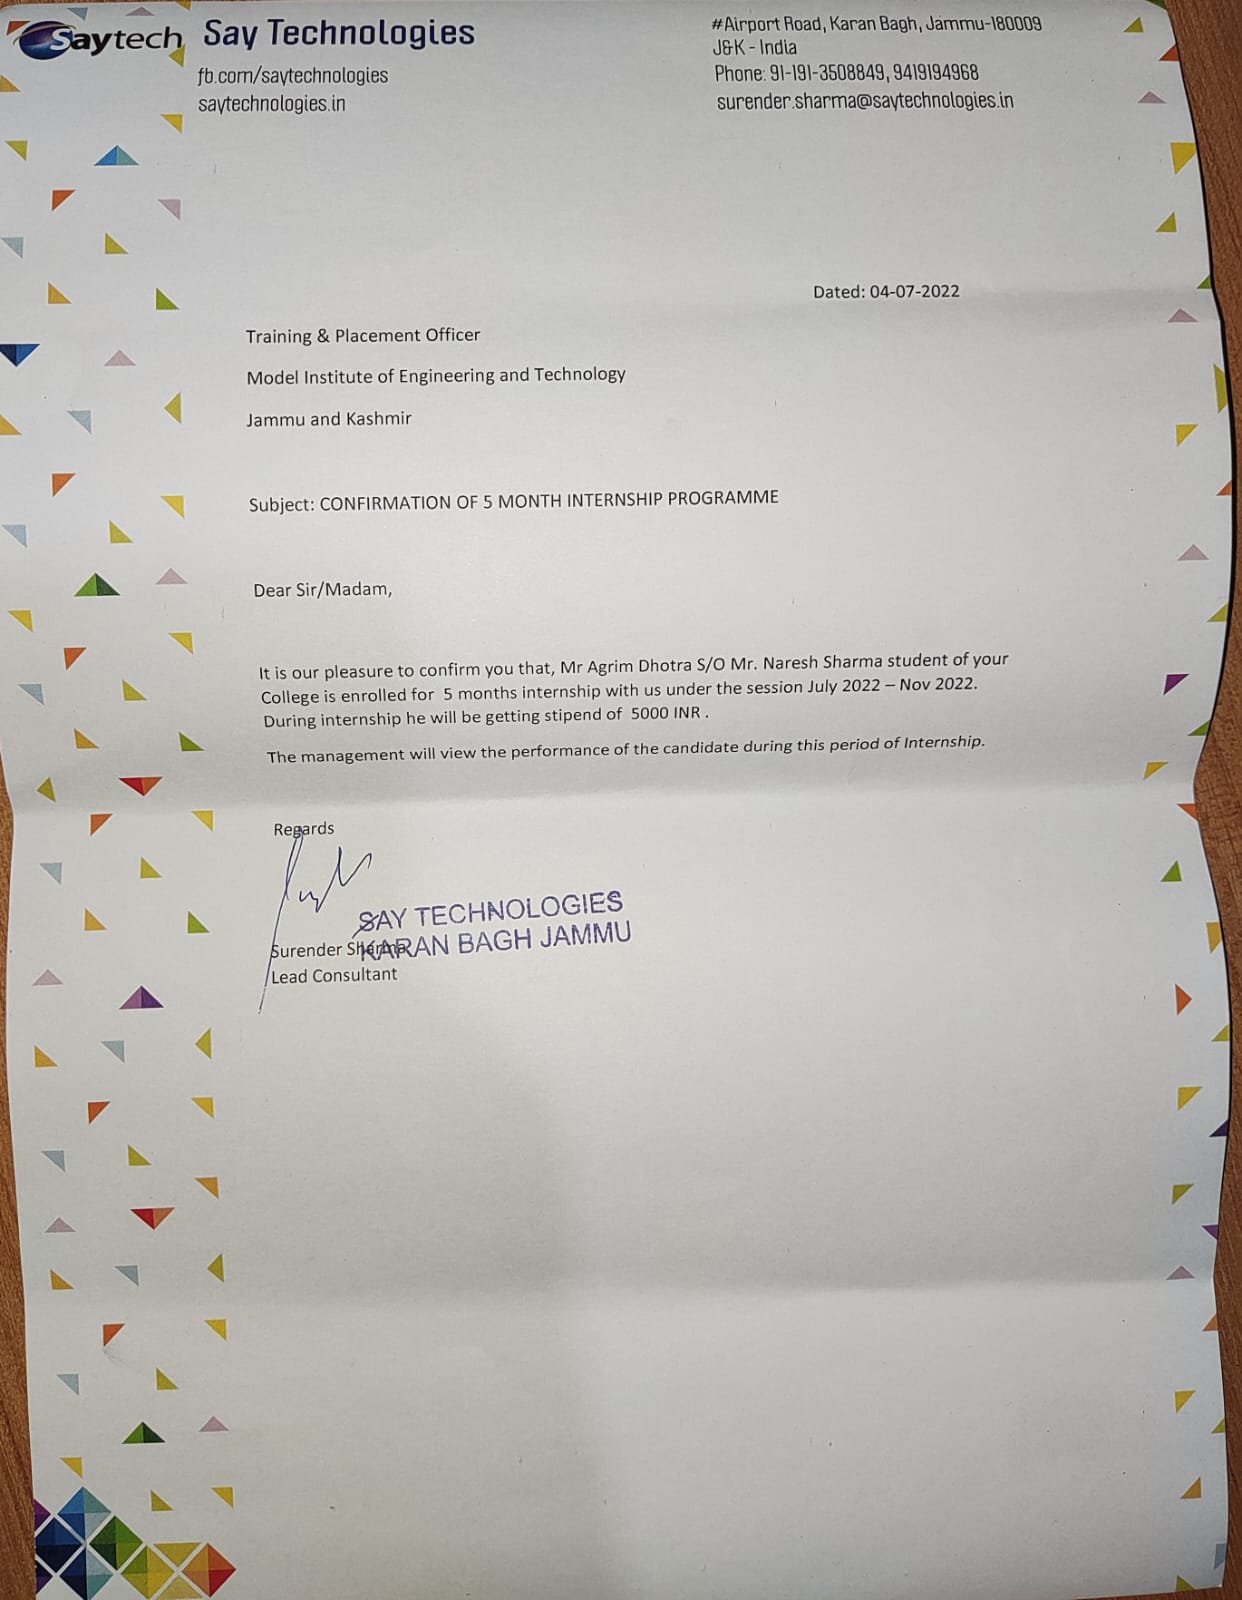 Saytech Say Technologies
fb.com/saytechnologies
saytechnologies.in
#Airport Road, Karan Bagh, Jammu-180009
J&K - India
Phone: 91-191-3508849, 9419194968
surender.sharma@saytechnologies.in
Dated: 04-07-2022
Training & Placement Officer
Model Institute of Engineering and Technology
Jammu and Kashmir
Subject: CONFIRMATION OF 5 MONTH INTERNSHIP PROGRAMME
Dear Sir/Madam,
It is our pleasure to confirm you that, Mr Agrim Dhotra S/O Mr. Naresh Sharma student of your
College is enrolled for 5 months internship with us under the session July 2022 – Nov 2022.
During internship he will be getting stipend of 5000 INR .
The management will view the performance of the candidate during this period of Internship.
Regards
SAY TECHNOLOGIES
KARAN BAGH JAMMU
Surender Sharma
Lead Consultant